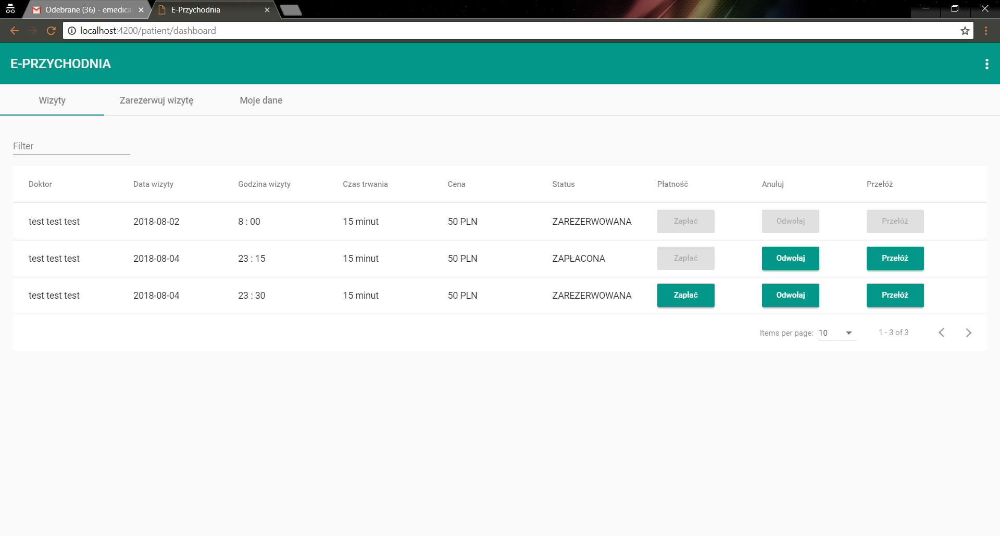 Odebrane (36) - emedica
E-Przychodnia
localhost:4200/patient/dashboard
E-PRZYCHODNIA
Wizyty Zarezerwuj wizytę Moje dane
Filter
Doktor Data wizyty Godzina wizyty Czas trwania Cena Status Płatność Anuluj Przełóż
test test test 2018-08-02 8 : 00 15 minut 50 PLN ZAREZERWOWANA Zapłać Odwołaj Przełóż
test test test 2018-08-04 23 : 15 15 minut 50 PLN ZAPŁACONA Zapłać Odwołaj Przełóż
test test test 2018-08-04 23 : 30 15 minut 50 PLN ZAREZERWOWANA Zapłać Odwołaj Przełóż
Items per page: 10 1 - 3 of 3